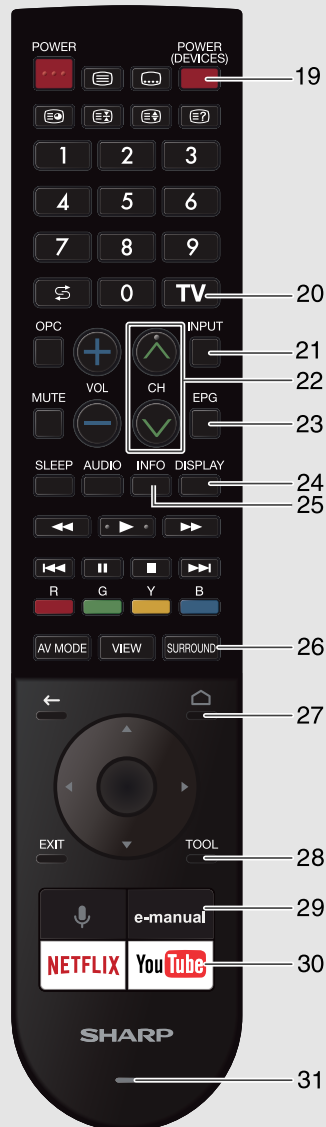 POWER POWER
(DEVICES)
19
1 2 3
4 5 6
7 8 9
0 TV
20
OPC INPUT
21
VOL CH
22
MUTE EPG
23
SLEEP AUDIO INFO DISPLAY
24
25
R G Y B
AV MODE VIEW SURROUND
26
27
EXIT TOOL
28
e-manual
29
NETFLIX YouTube
30
SHARP
31